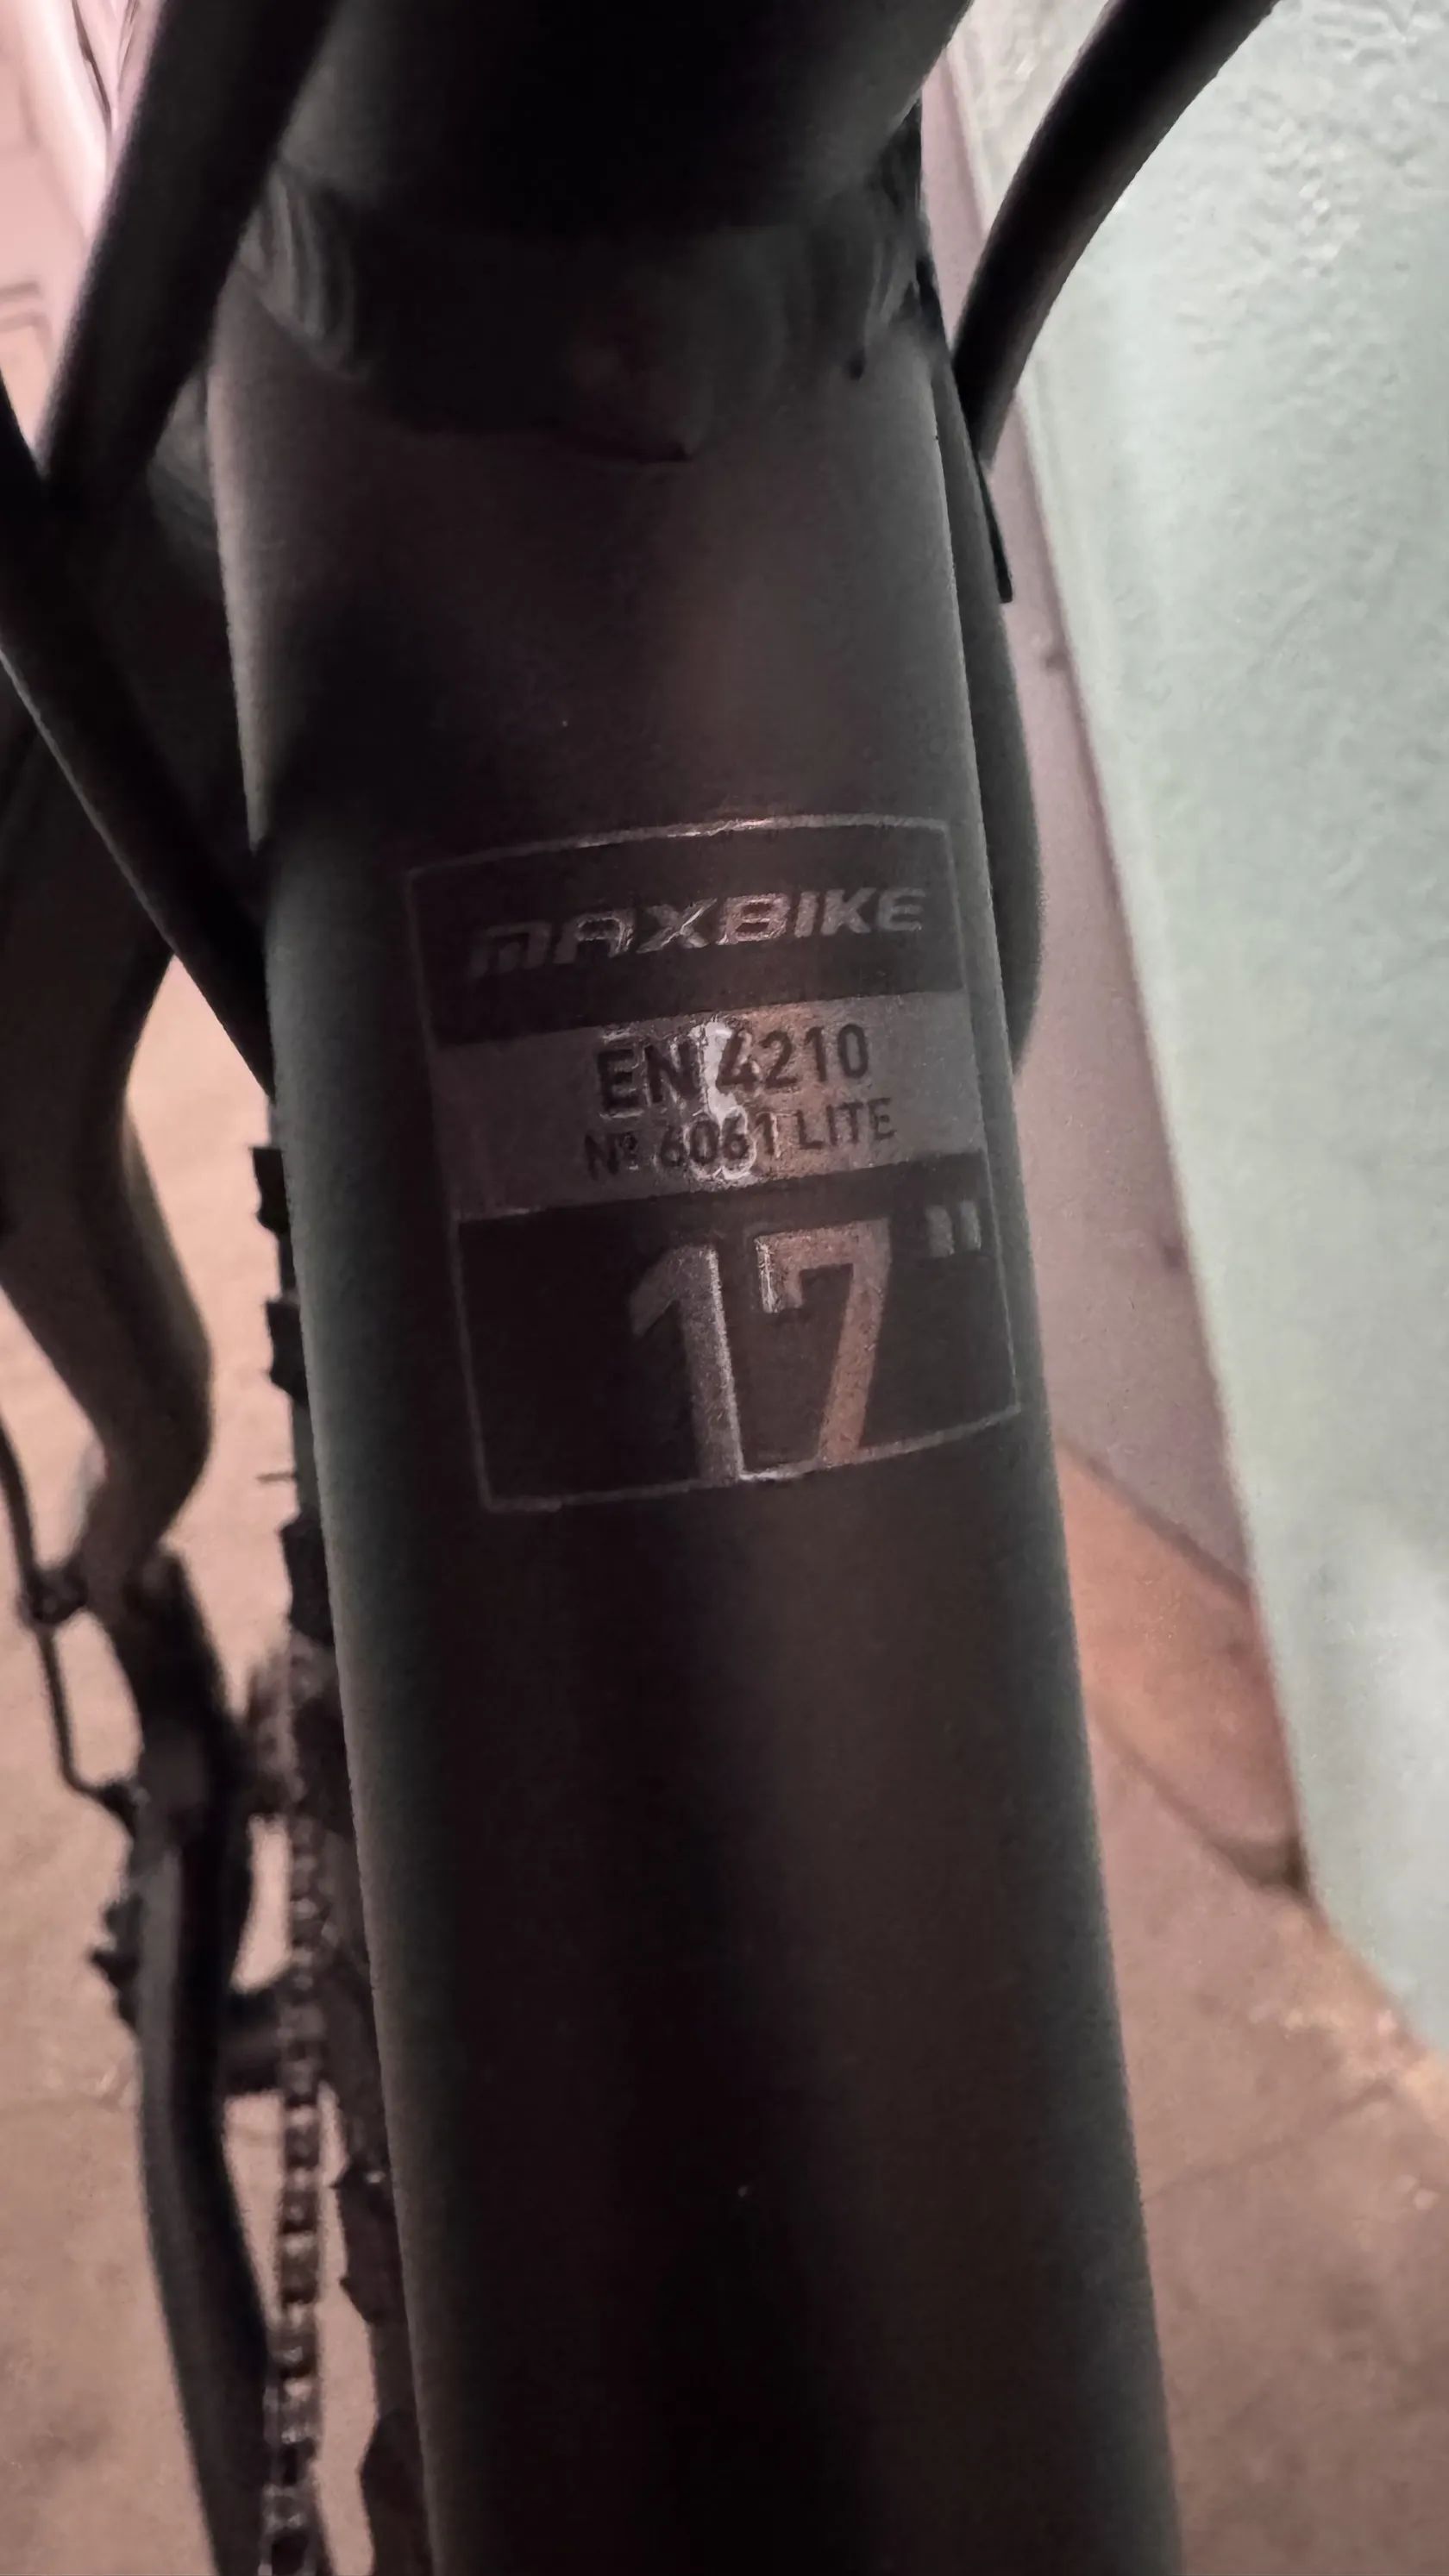 MAXBIKE
EN 4210
№ 6061 LITE
17"